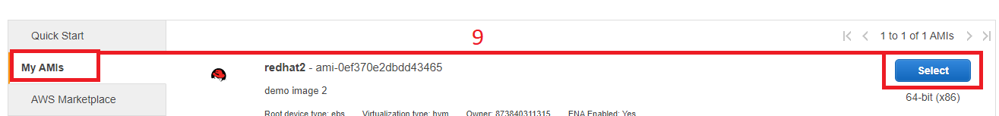 Quick Start
9
1 to 1 of 1 AMIs
My AMIs
redhat2 - ami-0ef370e2dbdd43465
Select
demo image 2
64-bit (x86)
AWS Marketplace
Root device type: ebs Virtualization type: hvm Owner: 873840311315 ENA Enabled: Yes